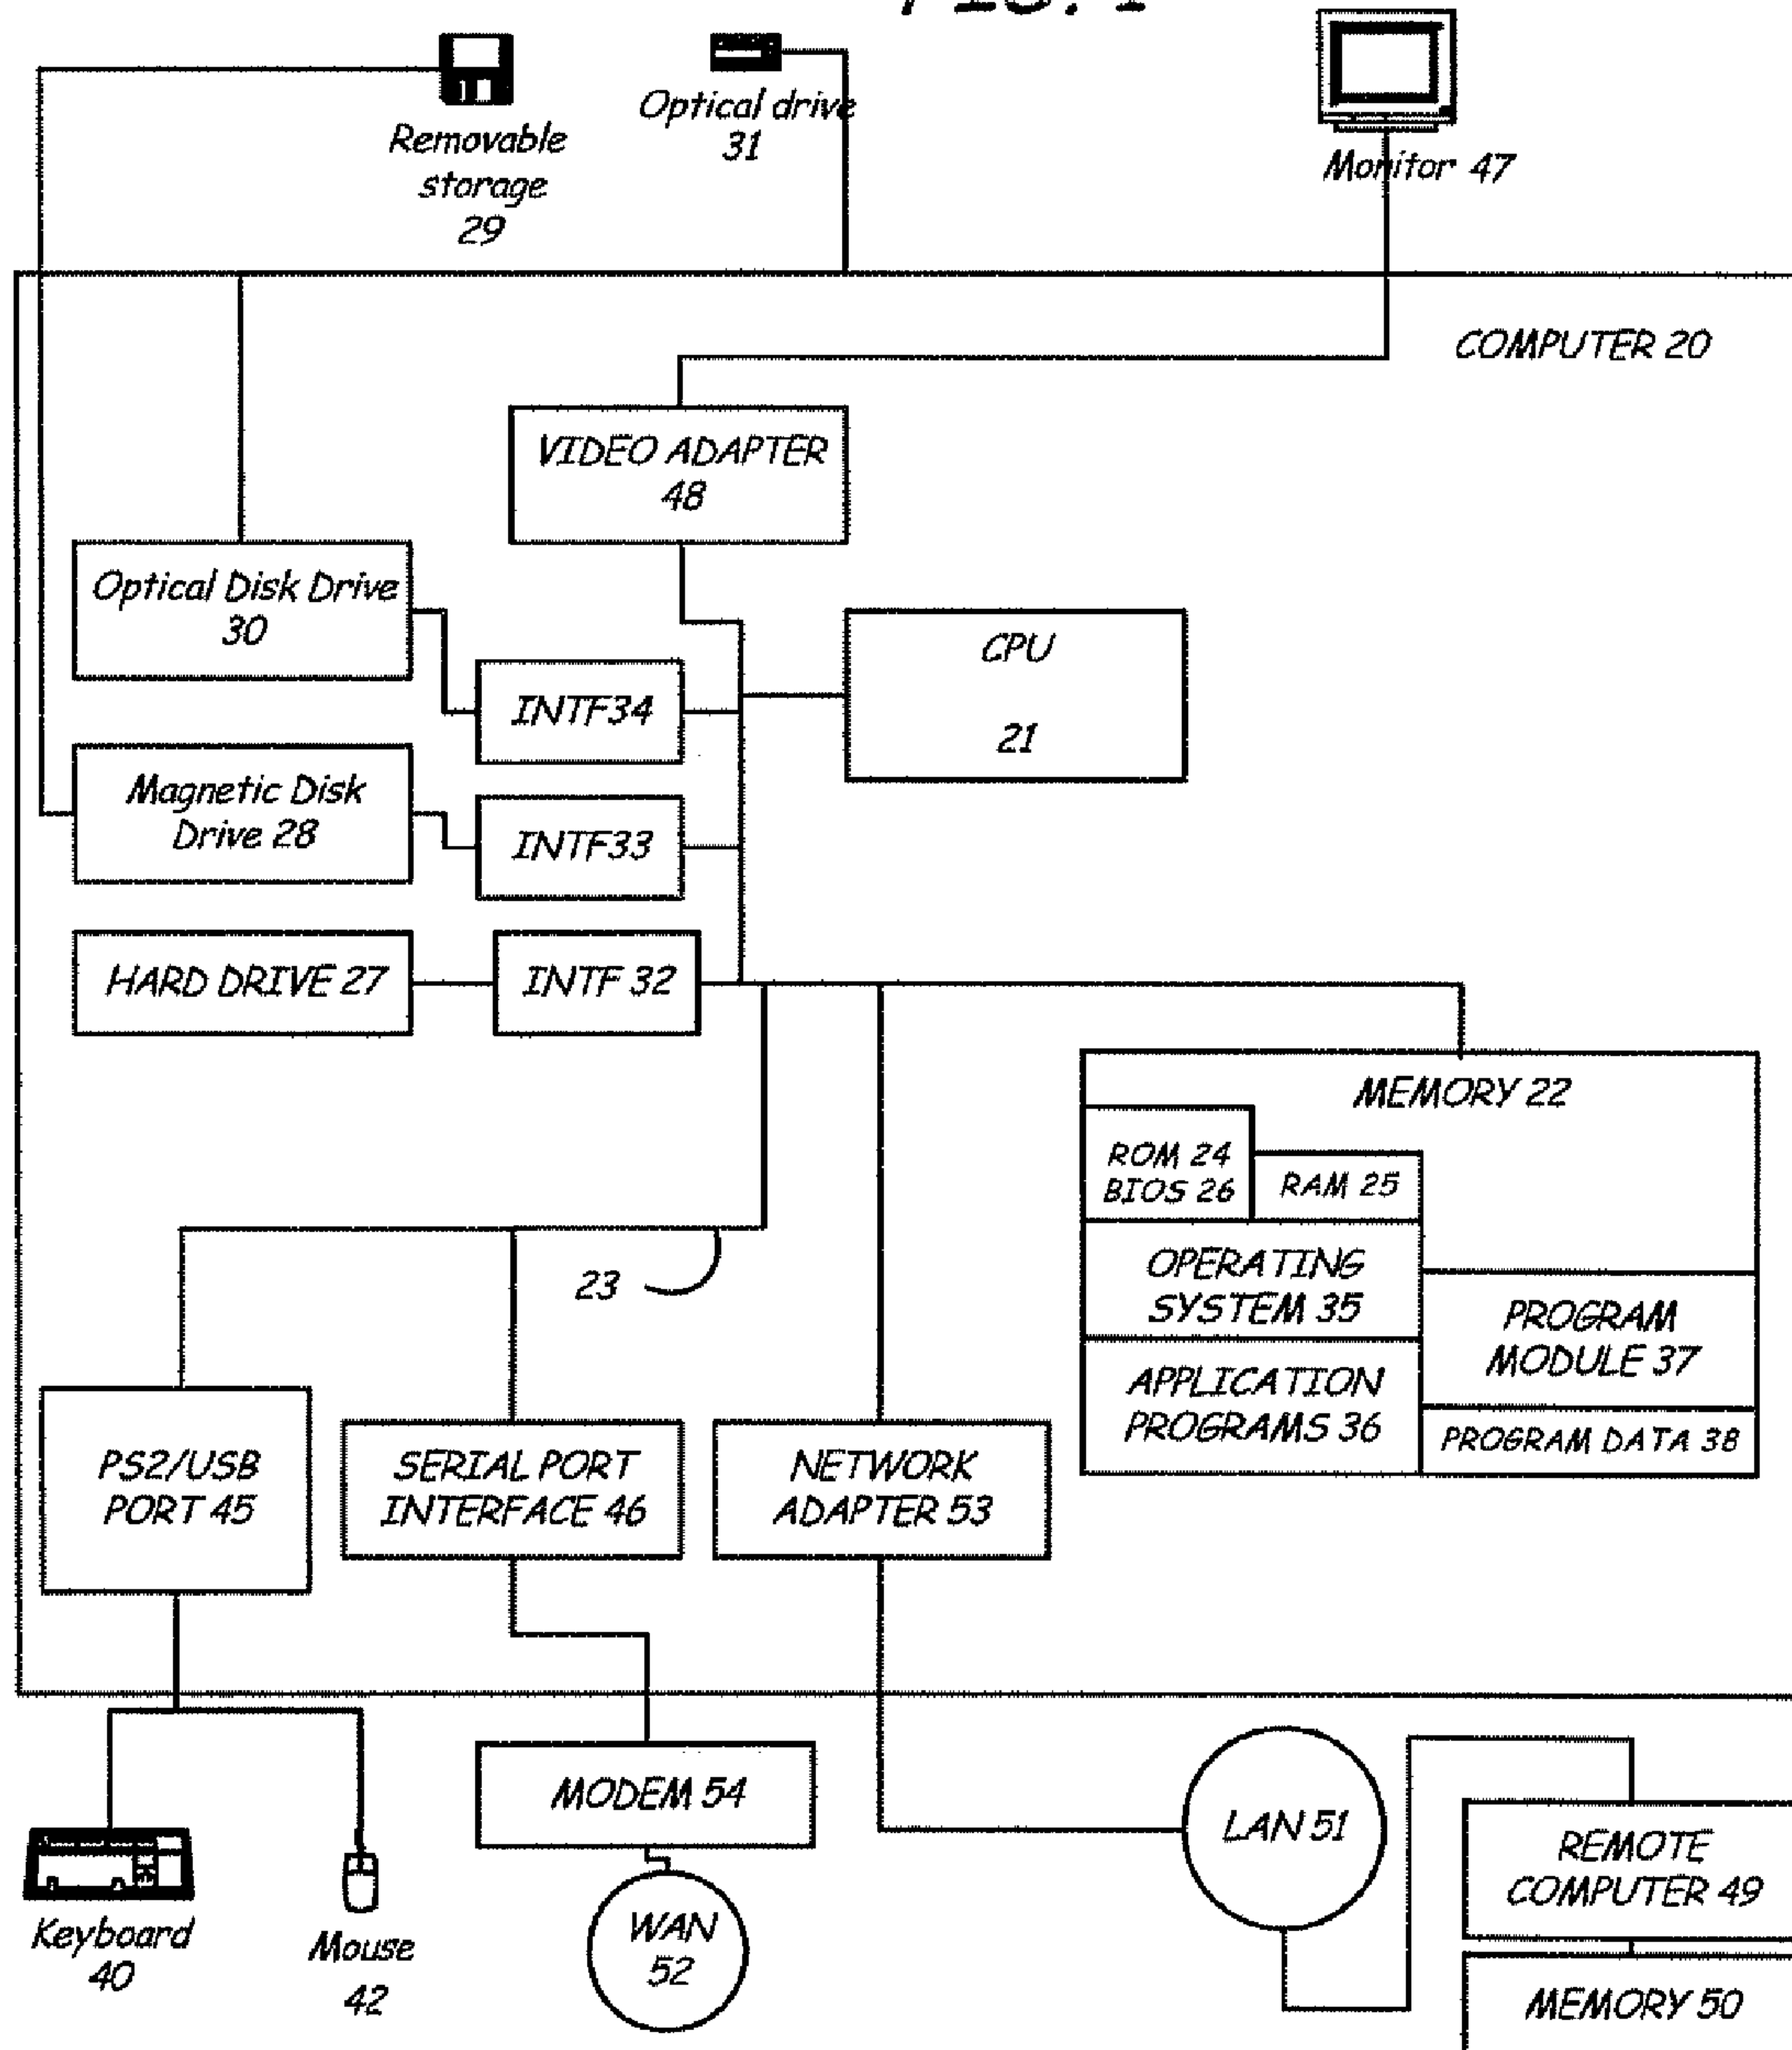 FIG. 1
Removable
storage
29
Optical drive
31
Monitor 47
COMPUTER 20
VIDEO ADAPTER
48
Optical Disk Drive
30
CPU
21
INTF34
Magnetic Disk
Drive 28
INTF33
HARD DRIVE 27
INTF 32
MEMORY 22
ROM 24
BIOS 26
RAM 25
OPERATING
SYSTEM 35
PROGRAM
MODULE 37
APPLICATION
PROGRAMS 36
PROGRAM DATA 38
23
PS2/USB
PORT 45
SERIAL PORT
INTERFACE 46
NETWORK
ADAPTER 53
MODEM 54
LAN 51
REMOTE
COMPUTER 49
Keyboard
40
Mouse
42
WAN
52
MEMORY 50